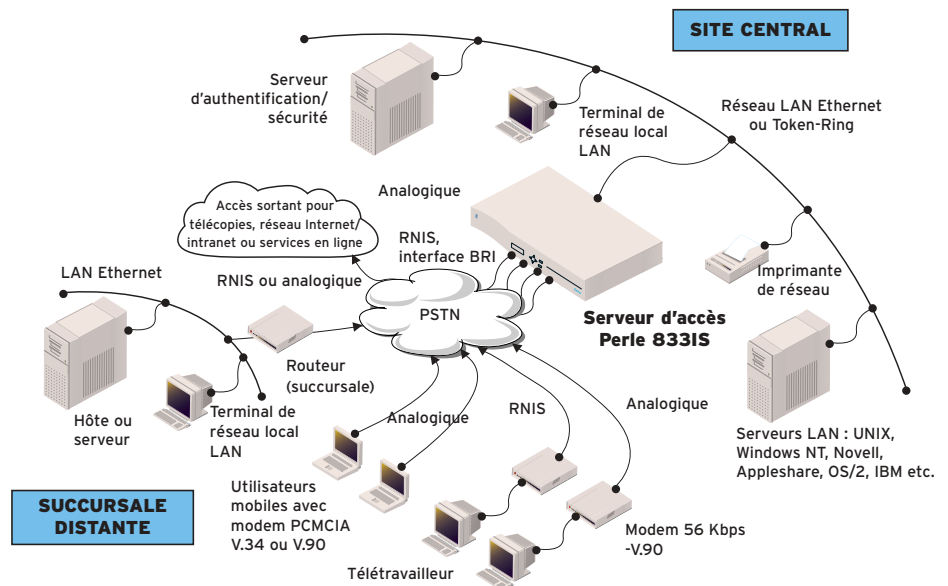 SITE CENTRAL
Serveur
d'authentification/
sécurité
Terminal de
réseau local
LAN
Réseau LAN Ethernet
ou Token-Ring
Analogique
Accès sortant pour
télécopies, réseau Internet/
intranet ou services en ligne
RNIS,
interface BRI
LAN Ethernet
RNIS ou analogique
PSTN
Imprimante
de réseau
Serveur d'accès
Perle 833IS
Routeur
(succursale)
Hôte ou
serveur
Terminal de
réseau local
LAN
Analogique
RNIS
Analogique
Serveurs LAN : UNIX,
Windows NT, Novell,
Appleshare, OS/2, IBM etc.
SUCCURSALE
DISTANTE
Utilisateurs
mobiles avec
modem PCMCIA
V.34 ou V.90
Modem 56 Kbps
-V.90
Télétravailleur